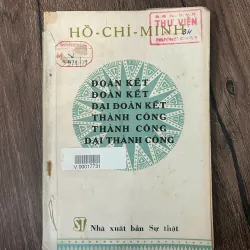 HỒ-CHÍ-MINH
THƯ VIỆN
ĐOÀN KẾT
ĐOÀN KẾT
ĐẠI ĐOÀN KẾT
THÀNH CÔNG
THÀNH CÔNG
ĐẠI THÀNH CÔNG
V.00017731
ST Nhà xuất bản Sự thật